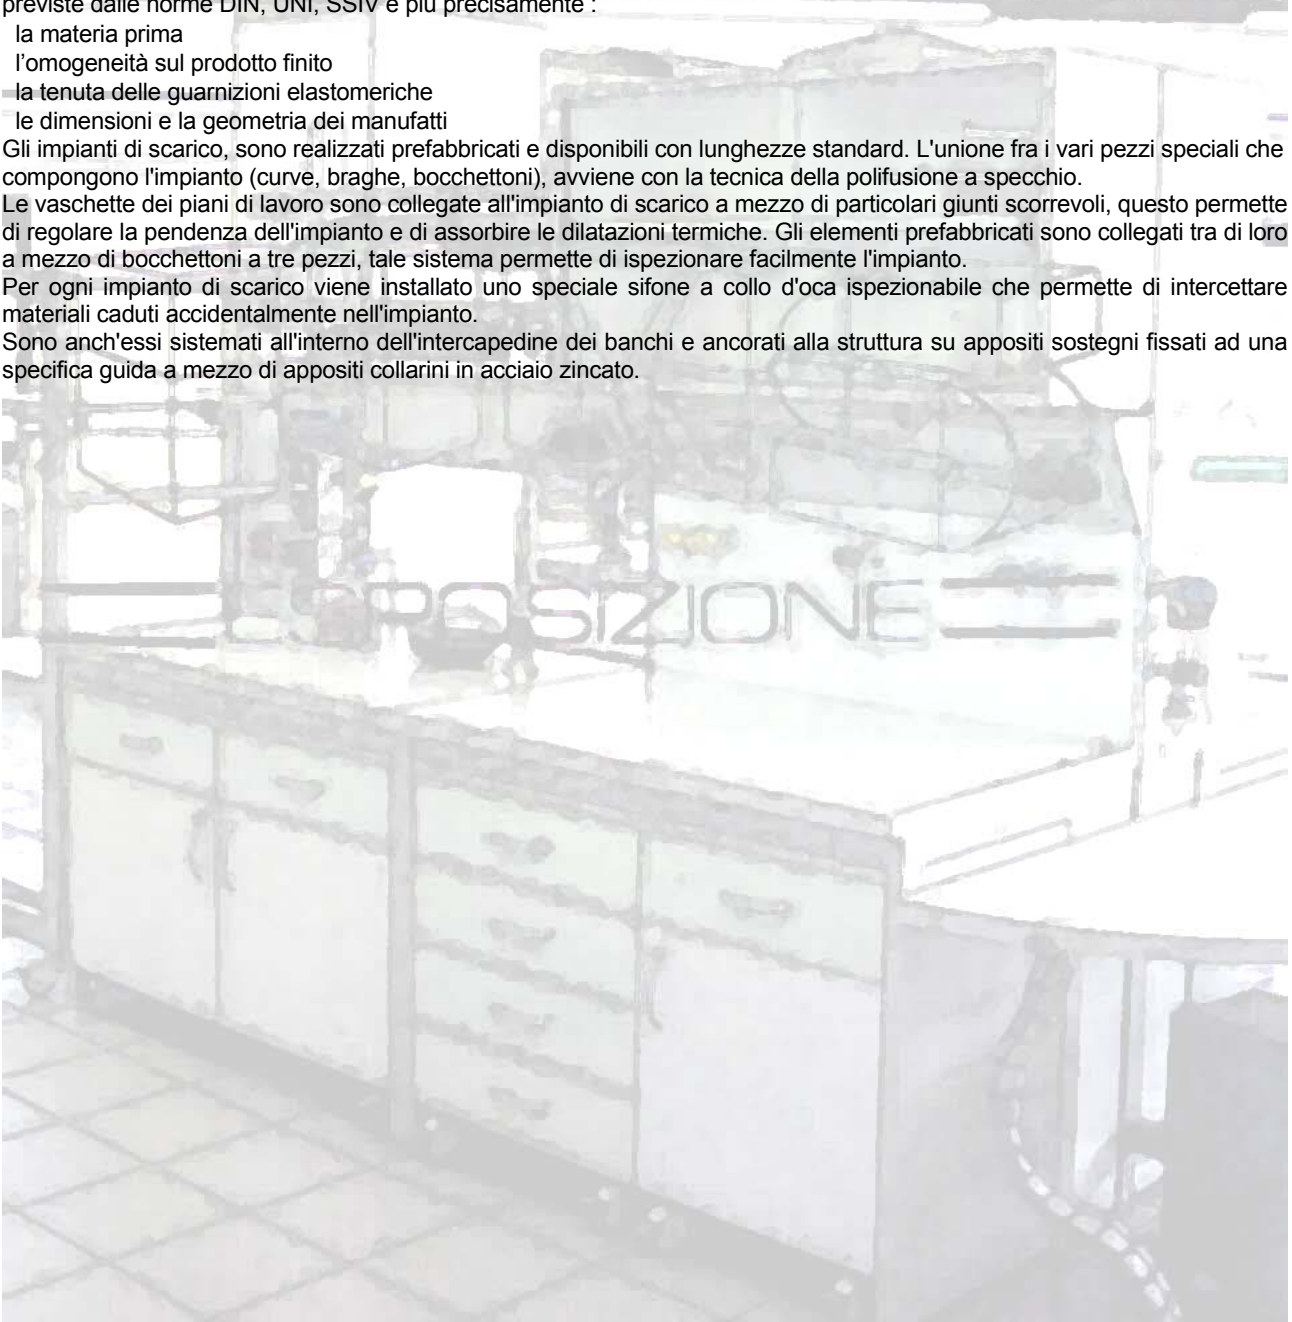 previste dalle norme DIN, UNI, SSIV e più precisamente :
la materia prima
l'omogeneità sul prodotto finito
la tenuta delle guarnizioni elastomeriche
le dimensioni e la geometria dei manufatti
Gli impianti di scarico, sono realizzati prefabbricati e disponibili con lunghezze standard. L'unione fra i vari pezzi speciali che
compongono l'impianto (curve, braghe, bocchettoni), avviene con la tecnica della polifusione a specchio.
Le vaschette dei piani di lavoro sono collegate all'impianto di scarico a mezzo di particolari giunti scorrevoli, questo permette
di regolare la pendenza dell'impianto e di assorbire le dilatazioni termiche. Gli elementi prefabbricati sono collegati tra di loro
a mezzo di bocchettoni a tre pezzi, tale sistema permette di ispezionare facilmente l'impianto.
Per ogni impianto di scarico viene installato uno speciale sifone a collo d'oca ispezionabile che permette di intercettare
materiali caduti accidentalmente nell'impianto.
Sono anch'essi sistemati all'interno dell'intercapedine dei banchi e ancorati alla struttura su appositi sostegni fissati ad una
specifica guida a mezzo di appositi collarini in acciaio zincato.